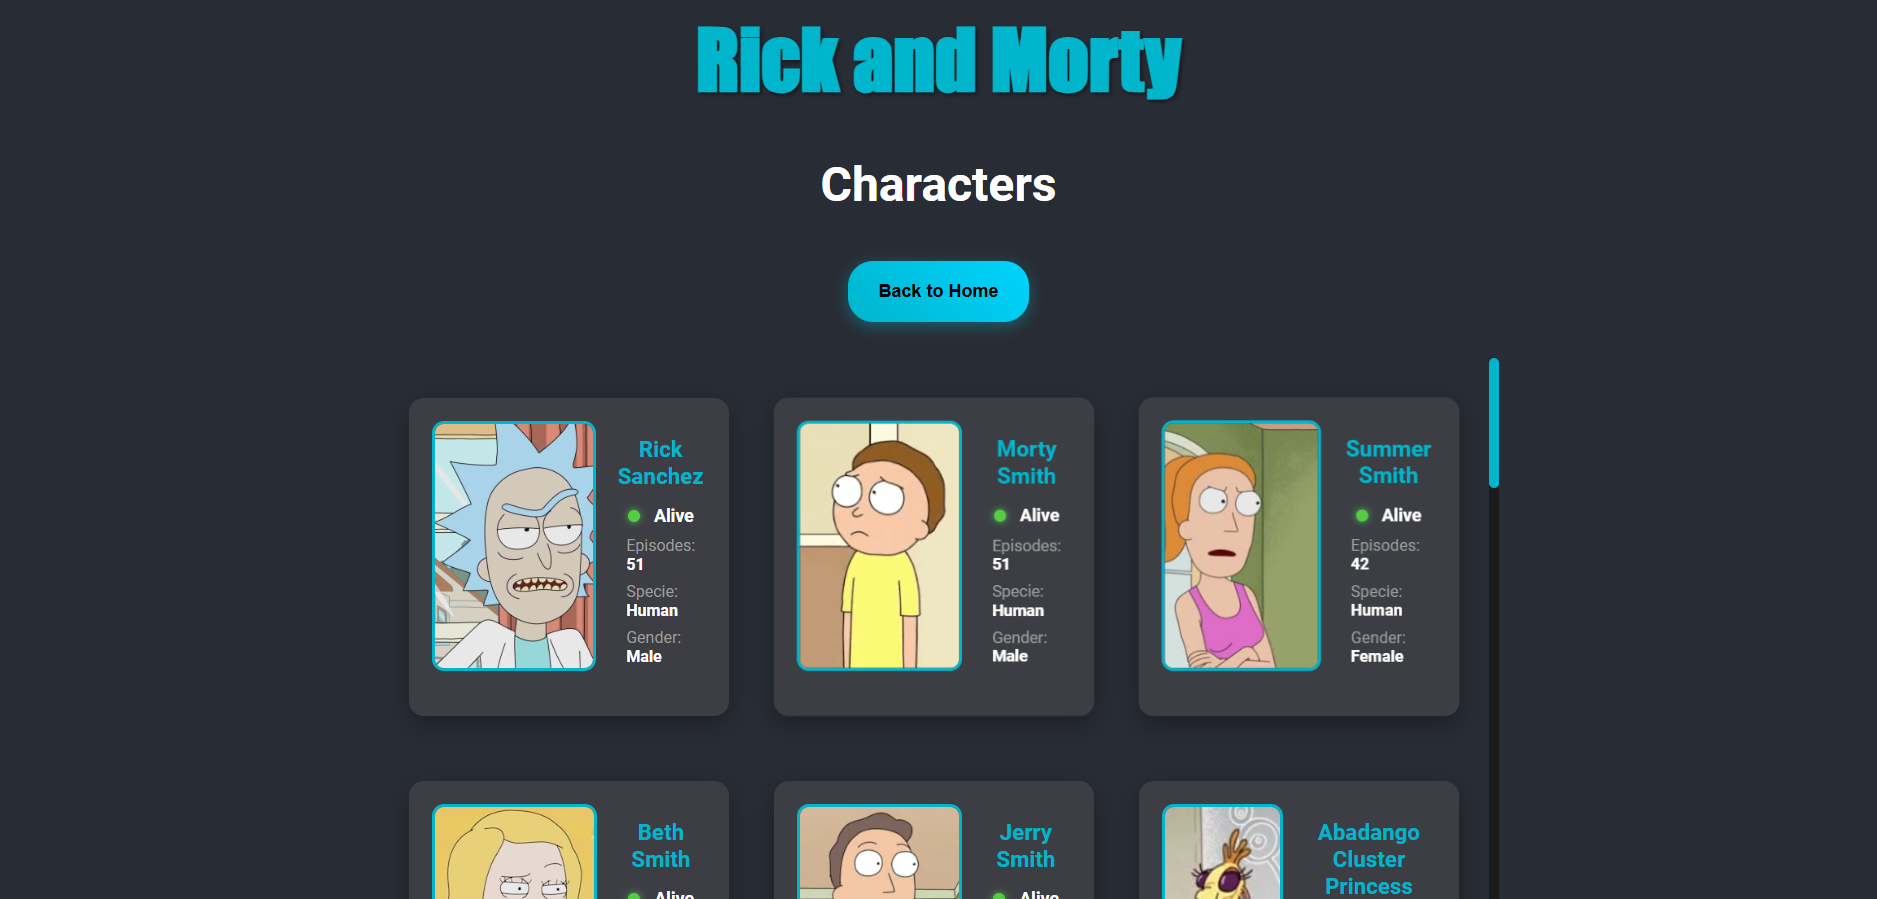 Rick and Morty
Characters
Back to Home
Rick
Sanchez
Alive
Episodes:
51
Specie:
Human
Gender:
Male
Morty
Smith
Alive
Episodes:
51
Specie:
Human
Gender:
Male
Summer
Smith
Alive
Episodes:
42
Specie:
Human
Gender:
Female
Beth
Smith
Alive
Jerry
Smith
Alive
Abadango
Cluster
Princess